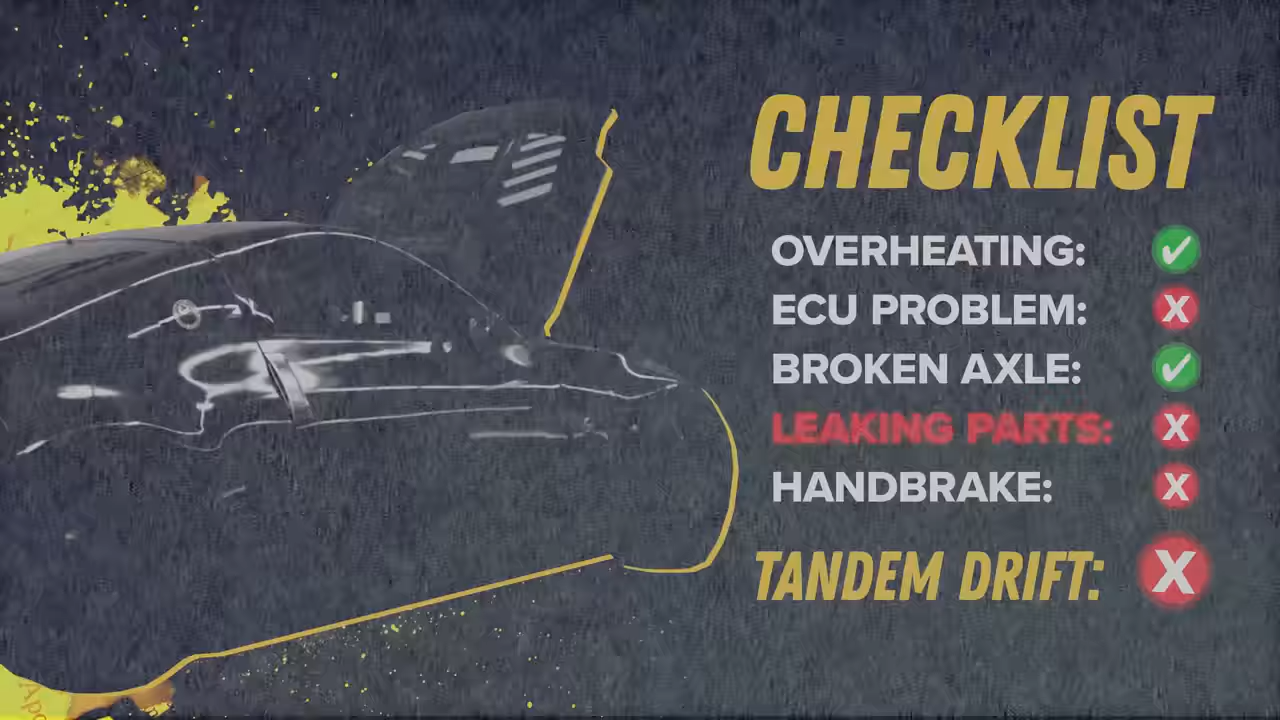 CHECKLIST
OVERHEATING: ✓
ECU PROBLEM: X
BROKEN AXLE: ✓
LEAKING PARTS: X
HANDBRAKE: X
TANDEM DRIFT: X